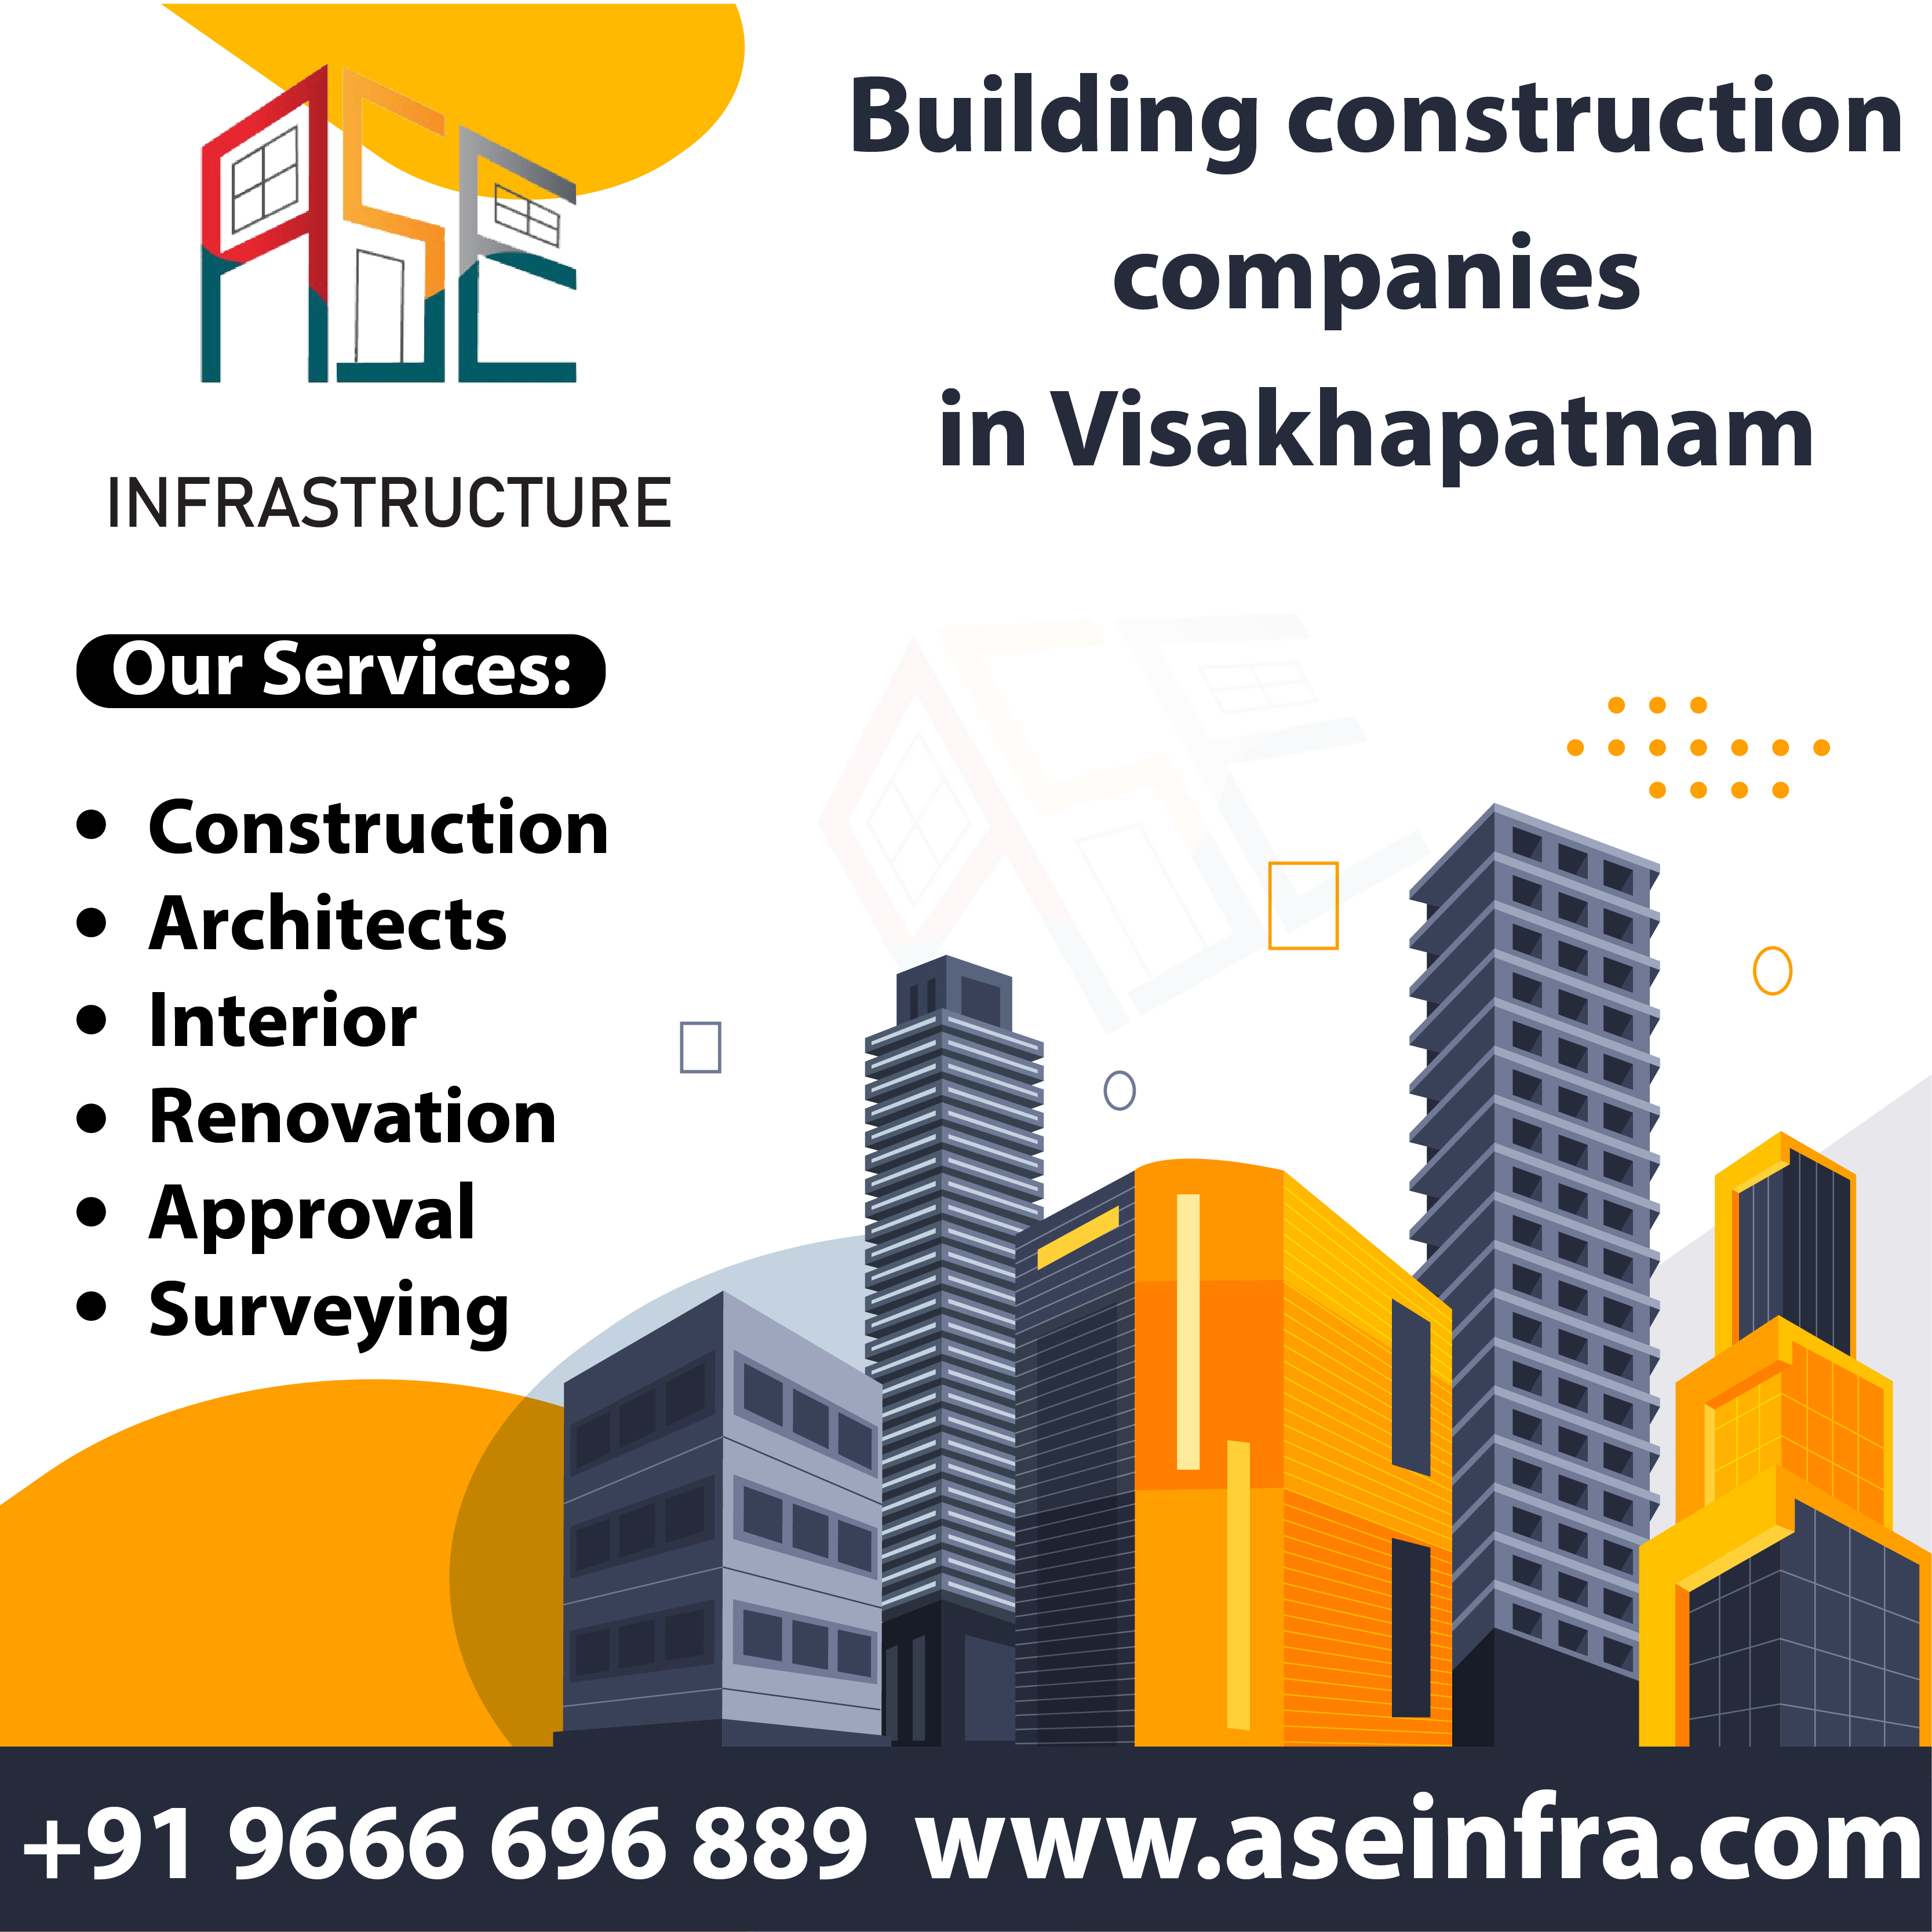 ASE
INFRASTRUCTURE
Building construction
companies
in Visakhapatnam
Our Services:
• Construction
• Architects
• Interior
• Renovation
• Approval
• Surveying
+91 9666 696 889 www.aseinfra.com